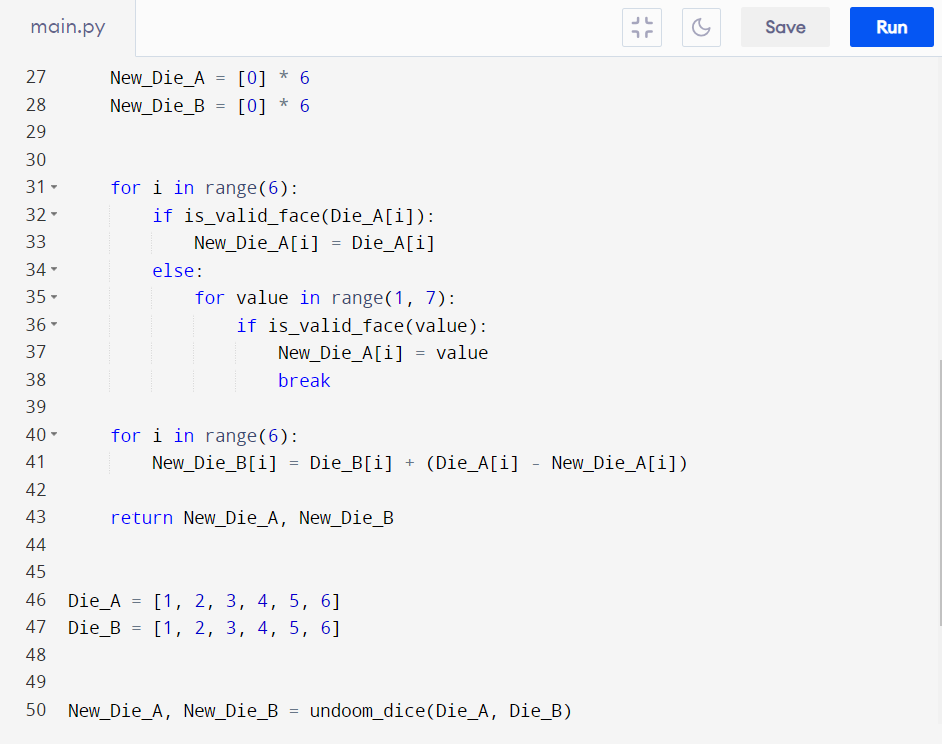 main.py
Save
Run
27 New_Die_A = [0] * 6
28 New_Die_B = [0] * 6
29
30
31 for i in range(6):
32 if is_valid_face(Die_A[i]):
33 New_Die_A[i] = Die_A[i]
34 else:
35 for value in range(1, 7):
36 if is_valid_face(value):
37 New_Die_A[i] = value
38 break
39
40 for i in range(6):
41 New_Die_B[i] = Die_B[i] + (Die_A[i] - New_Die_A[i])
42
43 return New_Die_A, New_Die_B
44
45
46 Die_A = [1, 2, 3, 4, 5, 6]
47 Die_B = [1, 2, 3, 4, 5, 6]
48
49
50 New_Die_A, New_Die_B = undoom_dice(Die_A, Die_B)